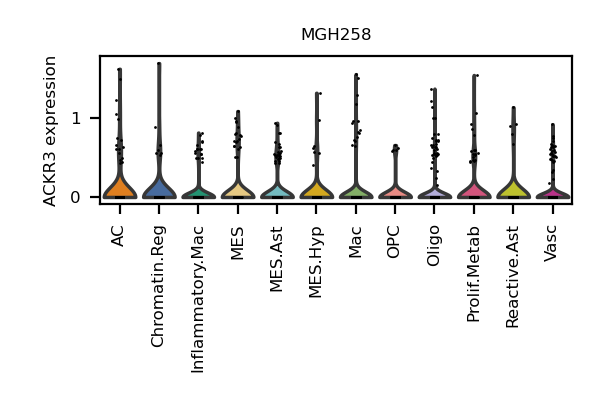 MGH258
ACKR3 expression
1
0
AC
Chromatin.Reg
Inflammatory.Mac
MES
MES.Ast
MES.Hyp
Mac
OPC
Oligo
Prolif.Metab
Reactive.Ast
Vasc